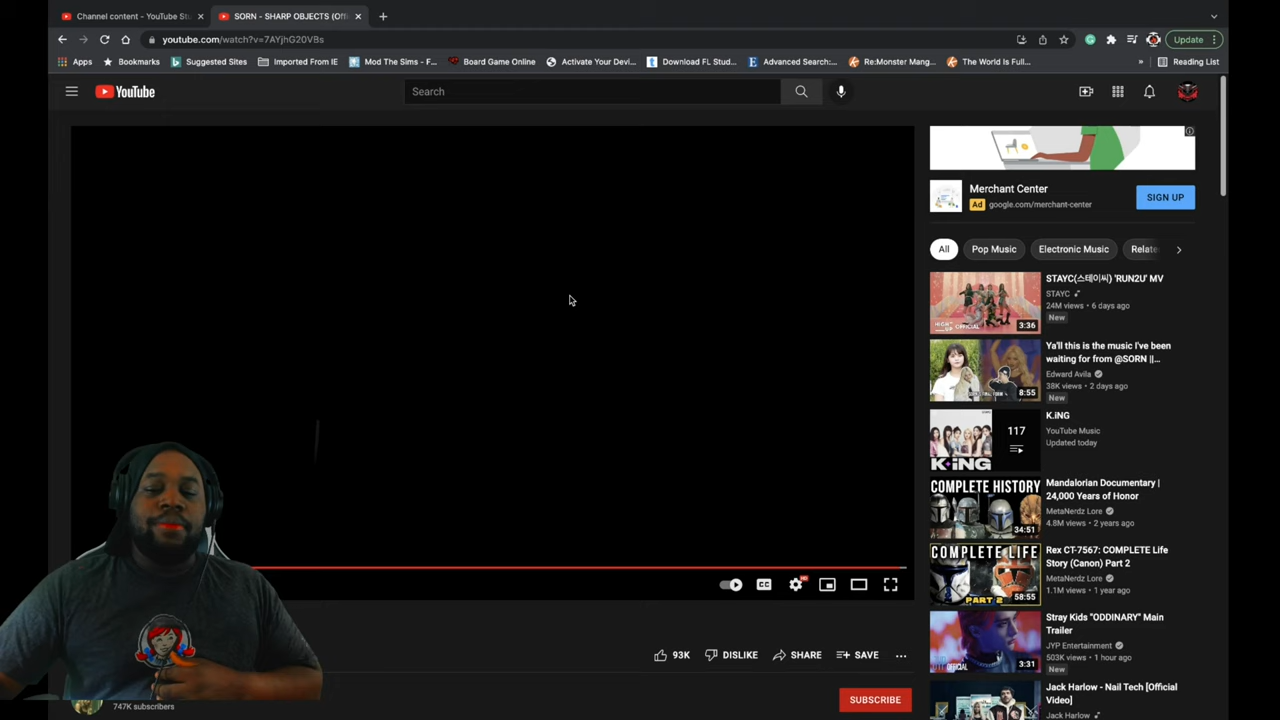 Channel content - YouTube Stu
SORN - SHARP OBJECTS (Offi
youtube.com/watch?v=7AYjhG20VBs
Update
Apps
Bookmarks
Suggested Sites
Imported From IE
Mod The Sims - F...
Board Game Online
Activate Your Devi...
Download FL Stud...
Advanced Search:...
Re:Monster Mang...
The World Is Full...
»
Reading List
YouTube
Search
Merchant Center
Ad google.com/merchant-center
SIGN UP
All
Pop Music
Electronic Music
Relate
STAYC(스테이씨) 'RUN2U' MV
STAYC
24M views • 6 days ago
New
3:36
Ya'll this is the music I've been
waiting for from @SORN ||...
Edward Avila
38K views • 2 days ago
New
8:55
K.iNG
YouTube Music
Updated today
117
K·iNG
COMPLETE HISTORY
34:51
Mandalorian Documentary |
24,000 Years of Honor
MetaNerdz Lore
4.8M views • 2 years ago
COMPLETE LIFE
PART 2
58:55
Rex CT-7567: COMPLETE Life
Story (Canon) Part 2
MetaNerdz Lore
1.1M views • 1 year ago
Stray Kids "ODDINARY" Main
Trailer
JYP Entertainment
503K views • 1 hour ago
New
3:31
Jack Harlow - Nail Tech [Official
Video]
Jack Harlow
CC
HD
93K
DISLIKE
SHARE
SAVE
747K subscribers
SUBSCRIBE